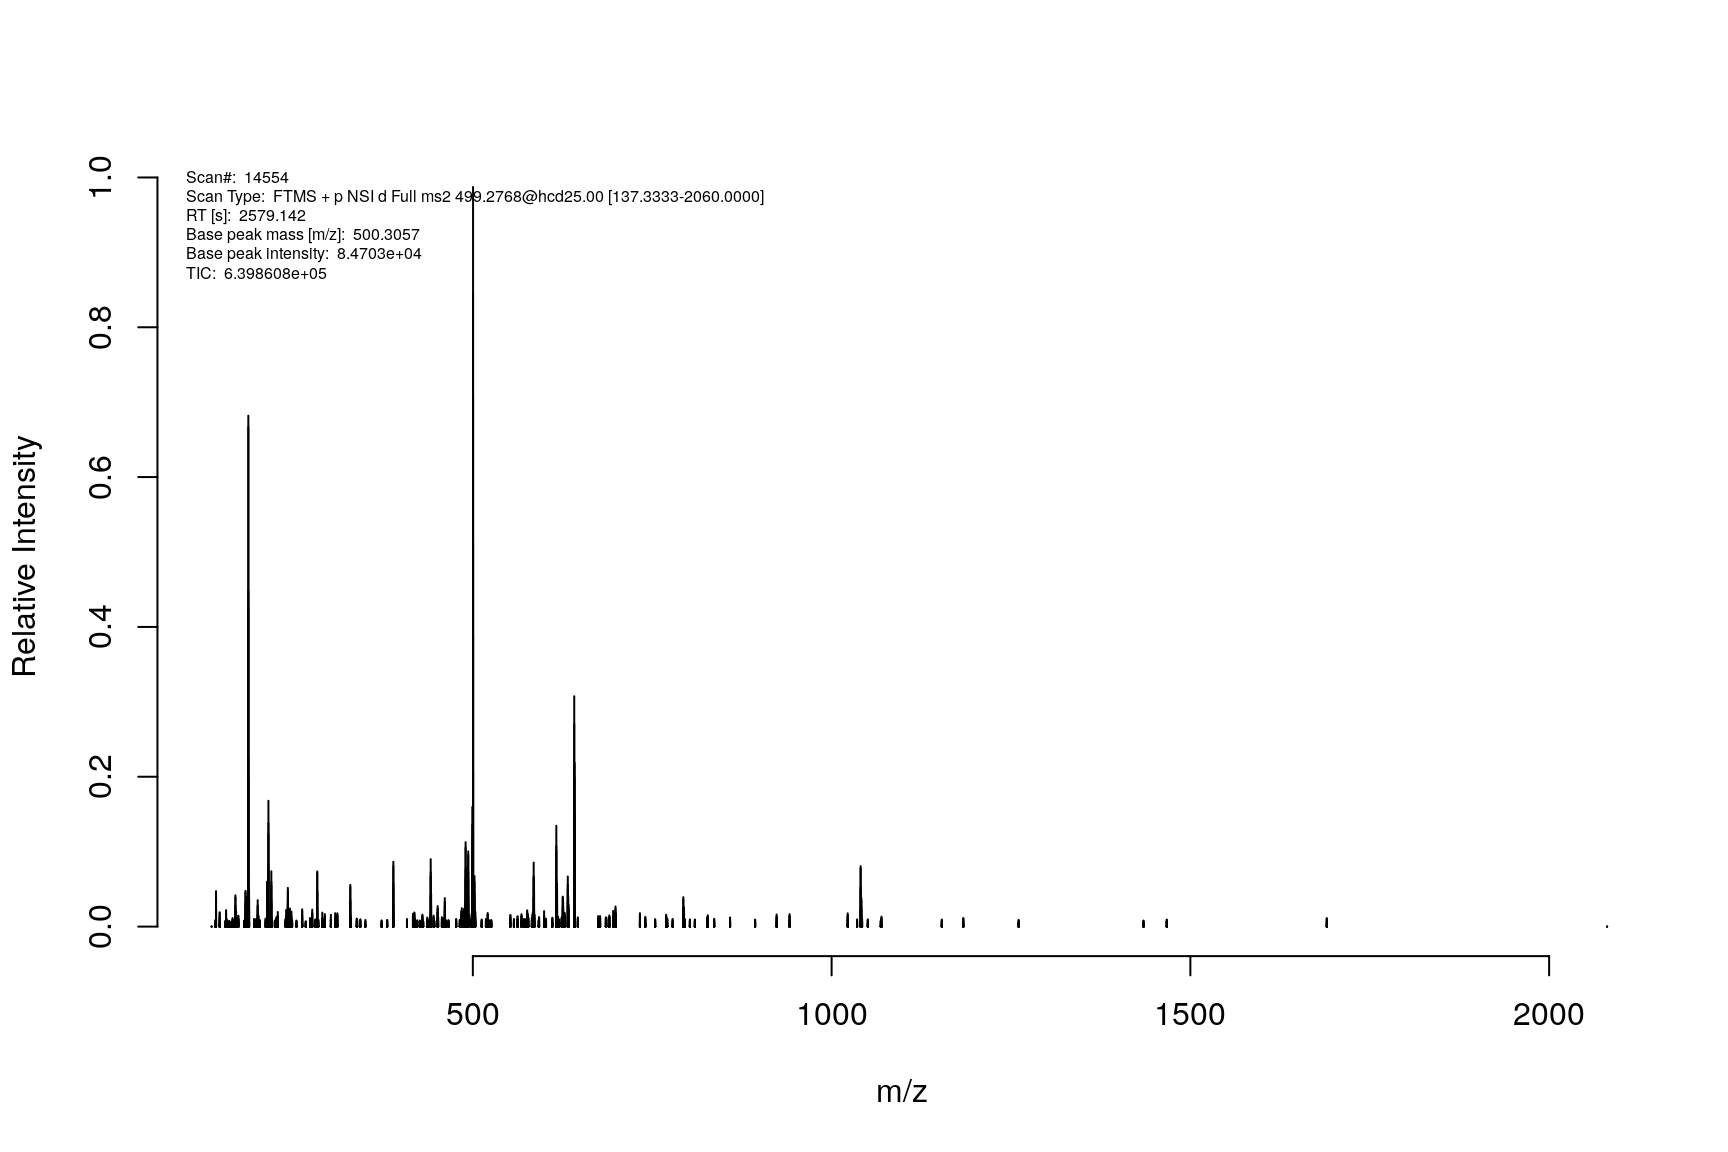 Scan#: 14554
Scan Type: FTMS + p NSI d Full ms2 499.2768@hcd25.00 [137.3333-2060.0000]
RT [s]: 2579.142
Base peak mass [m/z]: 500.3057
Base peak intensity: 8.4703e+04
TIC: 6.398608e+05
1.0
0.8
0.6
0.4
0.2
0.0
Relative Intensity
500 1000 1500 2000
m/z